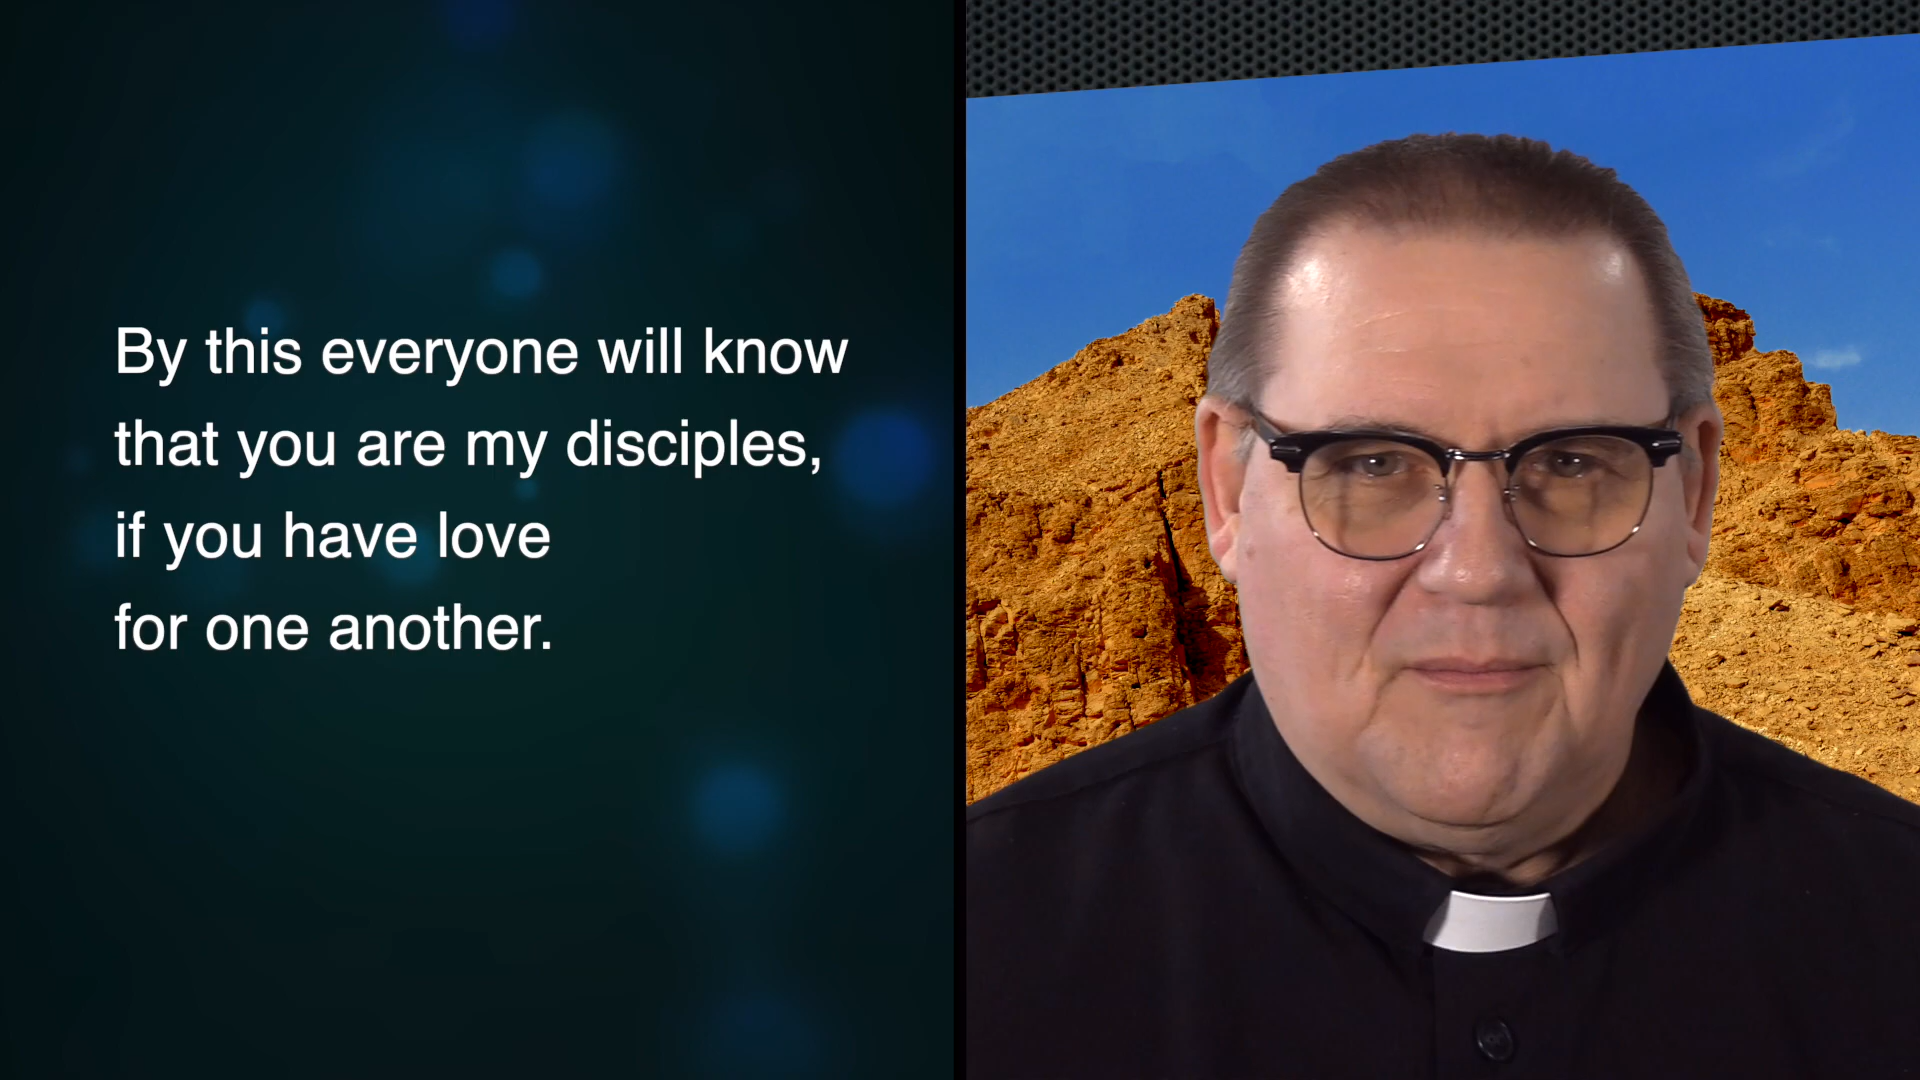 By this everyone will know
that you are my disciples,
if you have love
for one another.